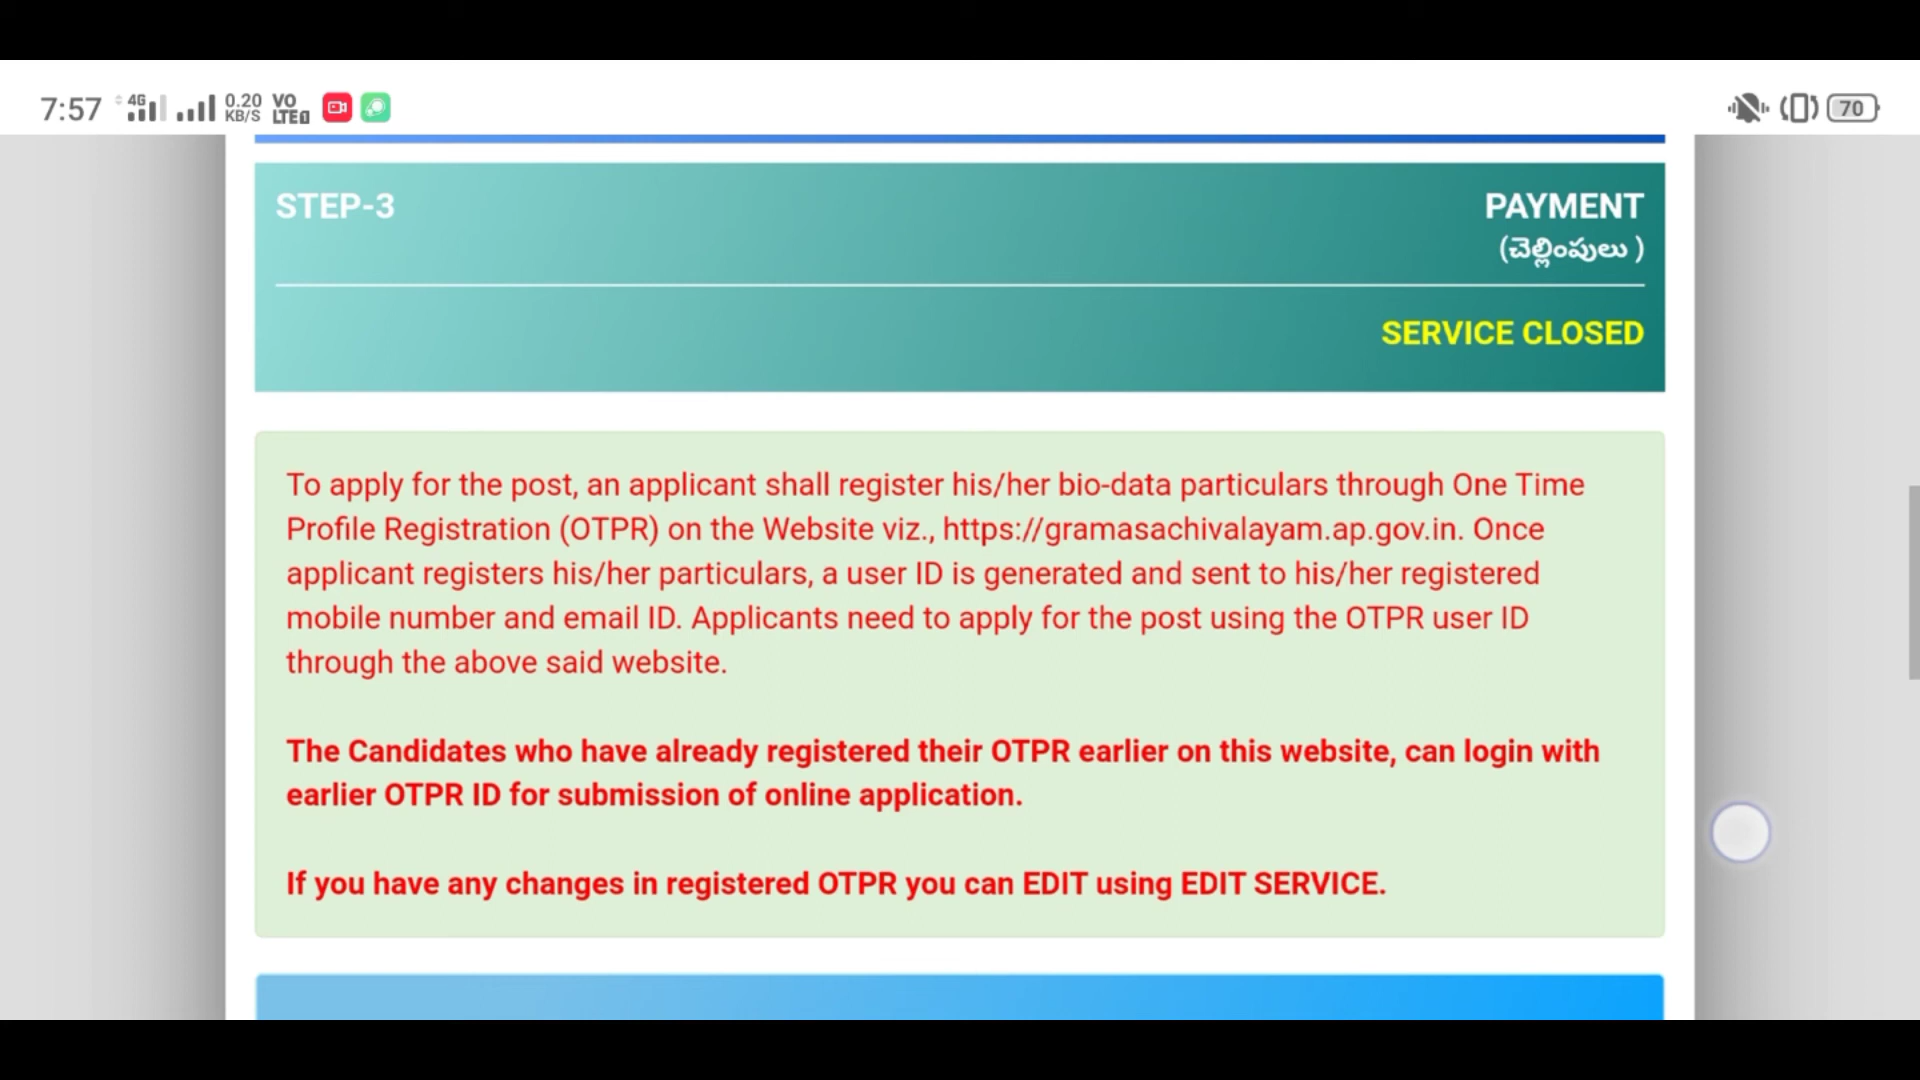 7:57 4G 0.20 KB/S VO LTE1 70
STEP-3 PAYMENT
(చెల్లింపులు )
SERVICE CLOSED
To apply for the post, an applicant shall register his/her bio-data particulars through One Time
Profile Registration (OTPR) on the Website viz., https://gramasachivalayam.ap.gov.in. Once
applicant registers his/her particulars, a user ID is generated and sent to his/her registered
mobile number and email ID. Applicants need to apply for the post using the OTPR user ID
through the above said website.
The Candidates who have already registered their OTPR earlier on this website, can login with
earlier OTPR ID for submission of online application.
If you have any changes in registered OTPR you can EDIT using EDIT SERVICE.